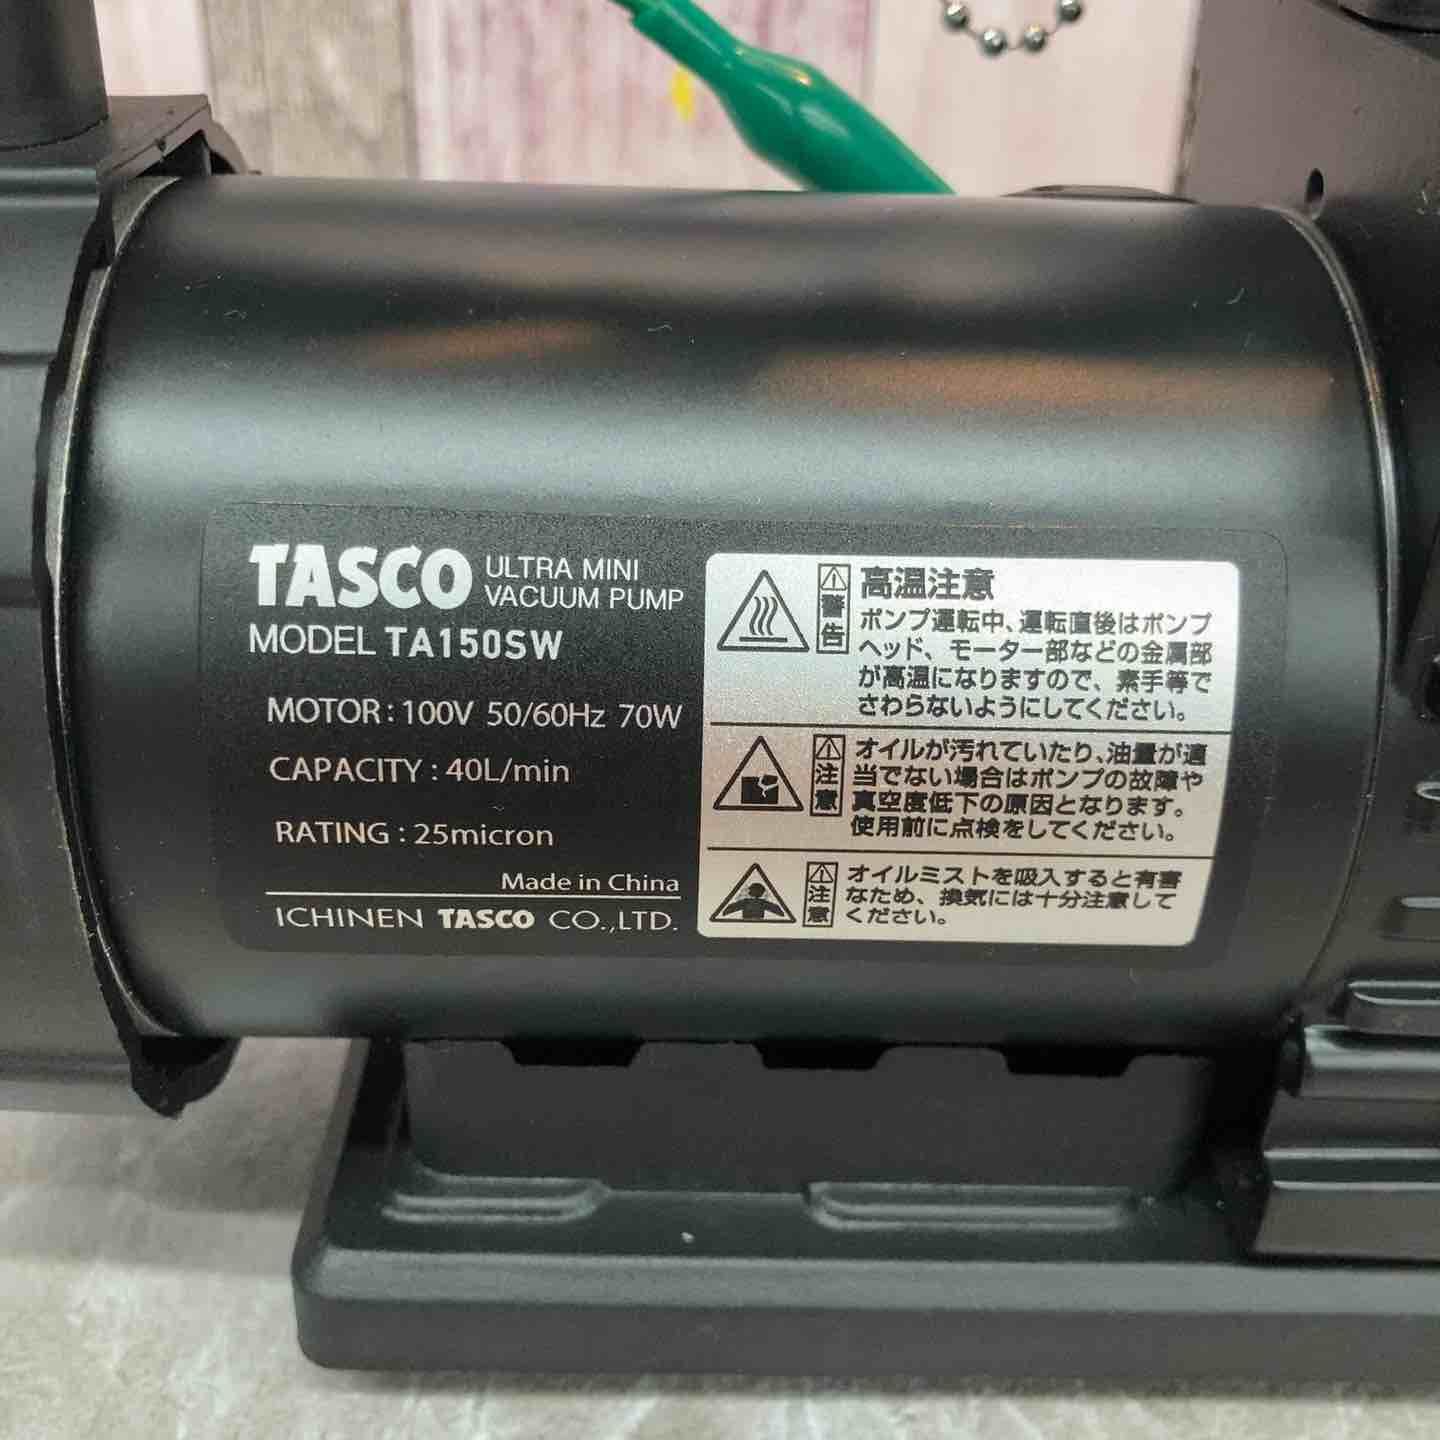 TASCO ULTRA MINI
VACUUM PUMP
MODEL TA150SW
MOTOR : 100V 50/60Hz 70W
CAPACITY : 40L/min
RATING : 25micron
Made in China
ICHINEN TASCO CO.,LTD.
警告
高温注意
ポンプ運転中、運転直後はポンプ
ヘッド、モーター部などの金属部
が高温になりますので、素手等で
さわらないようにしてください。
注意
オイルが汚れていたり、油量が適
当でない場合はポンプの故障や
真空度低下の原因となります。
使用前に点検をしてください。
注意
オイルミストを吸入すると有害
なため、換気には十分注意して
ください。